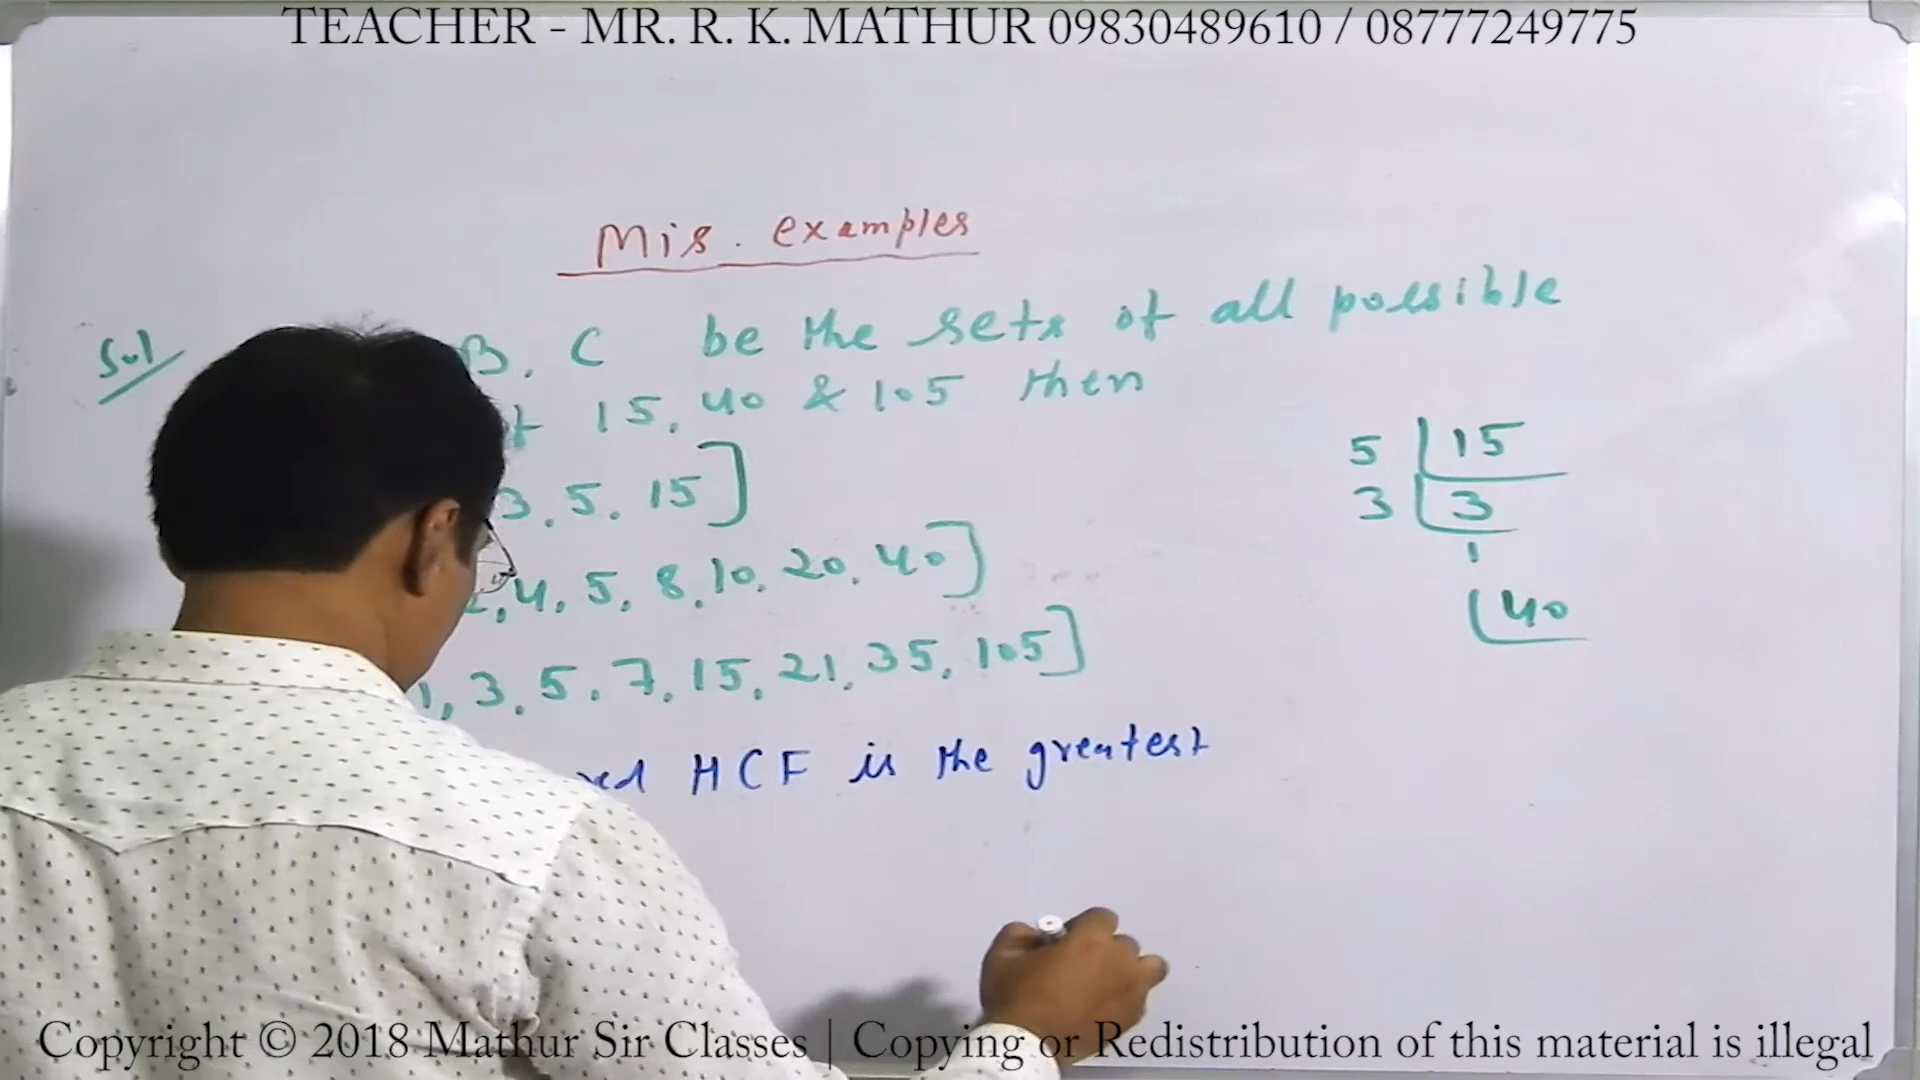 TEACHER - MR. R. K. MATHUR 09830489610 / 08777249775
Mis. examples
Sol B, C be the sets of all possible
15, 40 & 105 then
3, 5, 15]
2, 4, 5, 8, 10, 20, 40]
1, 3, 5, 7, 15, 21, 35, 105]
HCF is the greatest
5 15
3 3
1
40
Copyright © 2018 Mathur Sir Classes | Copying or Redistribution of this material is illegal